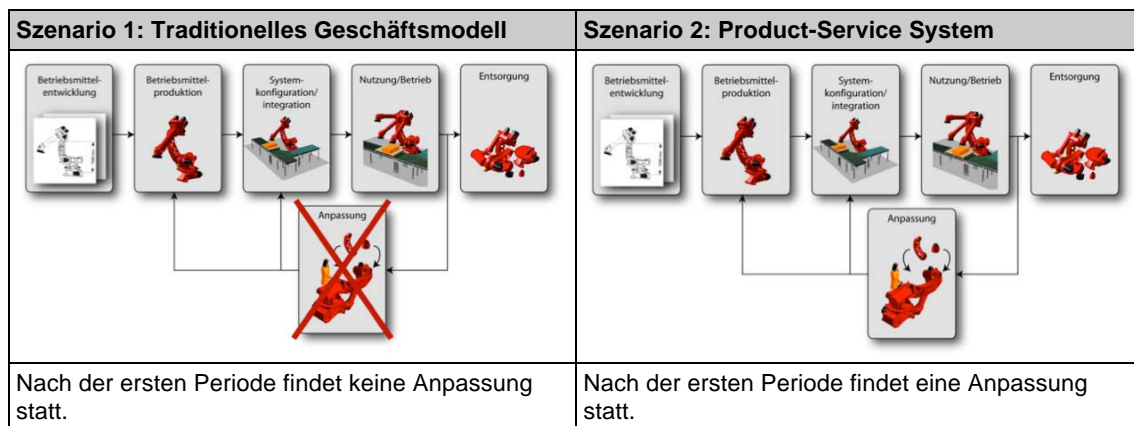 Szenario 1: Traditionelles Geschäftsmodell
Betriebsmittel-
entwicklung
Betriebsmittel-
produktion
System-
konfiguration/
integration
Nutzung/Betrieb
Entsorgung
Anpassung
Nach der ersten Periode findet keine Anpassung
statt.
Szenario 2: Product-Service System
Betriebsmittel-
entwicklung
Betriebsmittel-
produktion
System-
konfiguration/
integration
Nutzung/Betrieb
Entsorgung
Anpassung
Nach der ersten Periode findet eine Anpassung
statt.